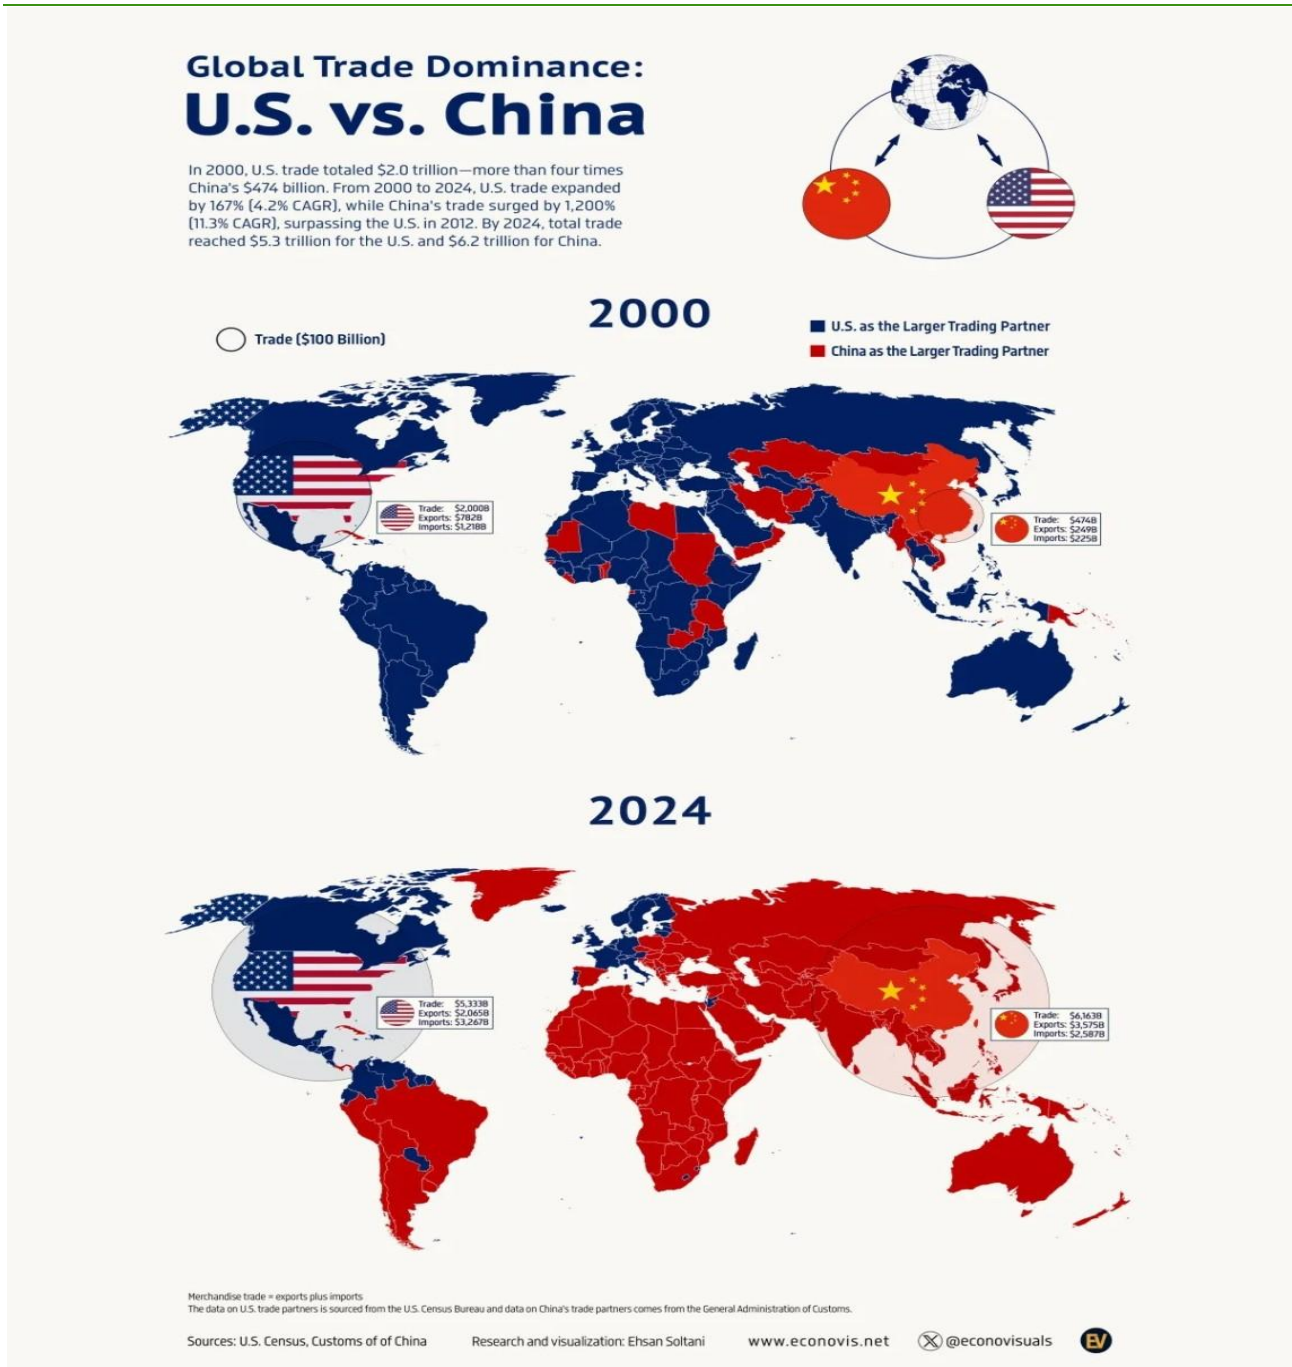 Global Trade Dominance:
U.S. vs. China
In 2000, U.S. trade totaled $2.0 trillion—more than four times
China's $474 billion. From 2000 to 2024, U.S. trade expanded
by 167% (4.2% CAGR), while China's trade surged by 1,200%
(11.3% CAGR), surpassing the U.S. in 2012. By 2024, total trade
reached $5.3 trillion for the U.S. and $6.2 trillion for China.
2000
Trade ($100 Billion)
U.S. as the Larger Trading Partner
China as the Larger Trading Partner
Trade: $2,000B
Exports: $782B
Imports: $1,218B
Trade: $474B
Exports: $249B
Imports: $225B
2024
Trade: $5,333B
Exports: $2,065B
Imports: $3,267B
Trade: $6,163B
Exports: $3,575B
Imports: $2,587B
Merchandise trade = exports plus imports
The data on U.S. trade partners is sourced from the U.S. Census Bureau and data on China's trade partners comes from the General Administration of Customs.
Sources: U.S. Census, Customs of of China
Research and visualization: Ehsan Soltani
www.econovis.net
@econovisuals
EV